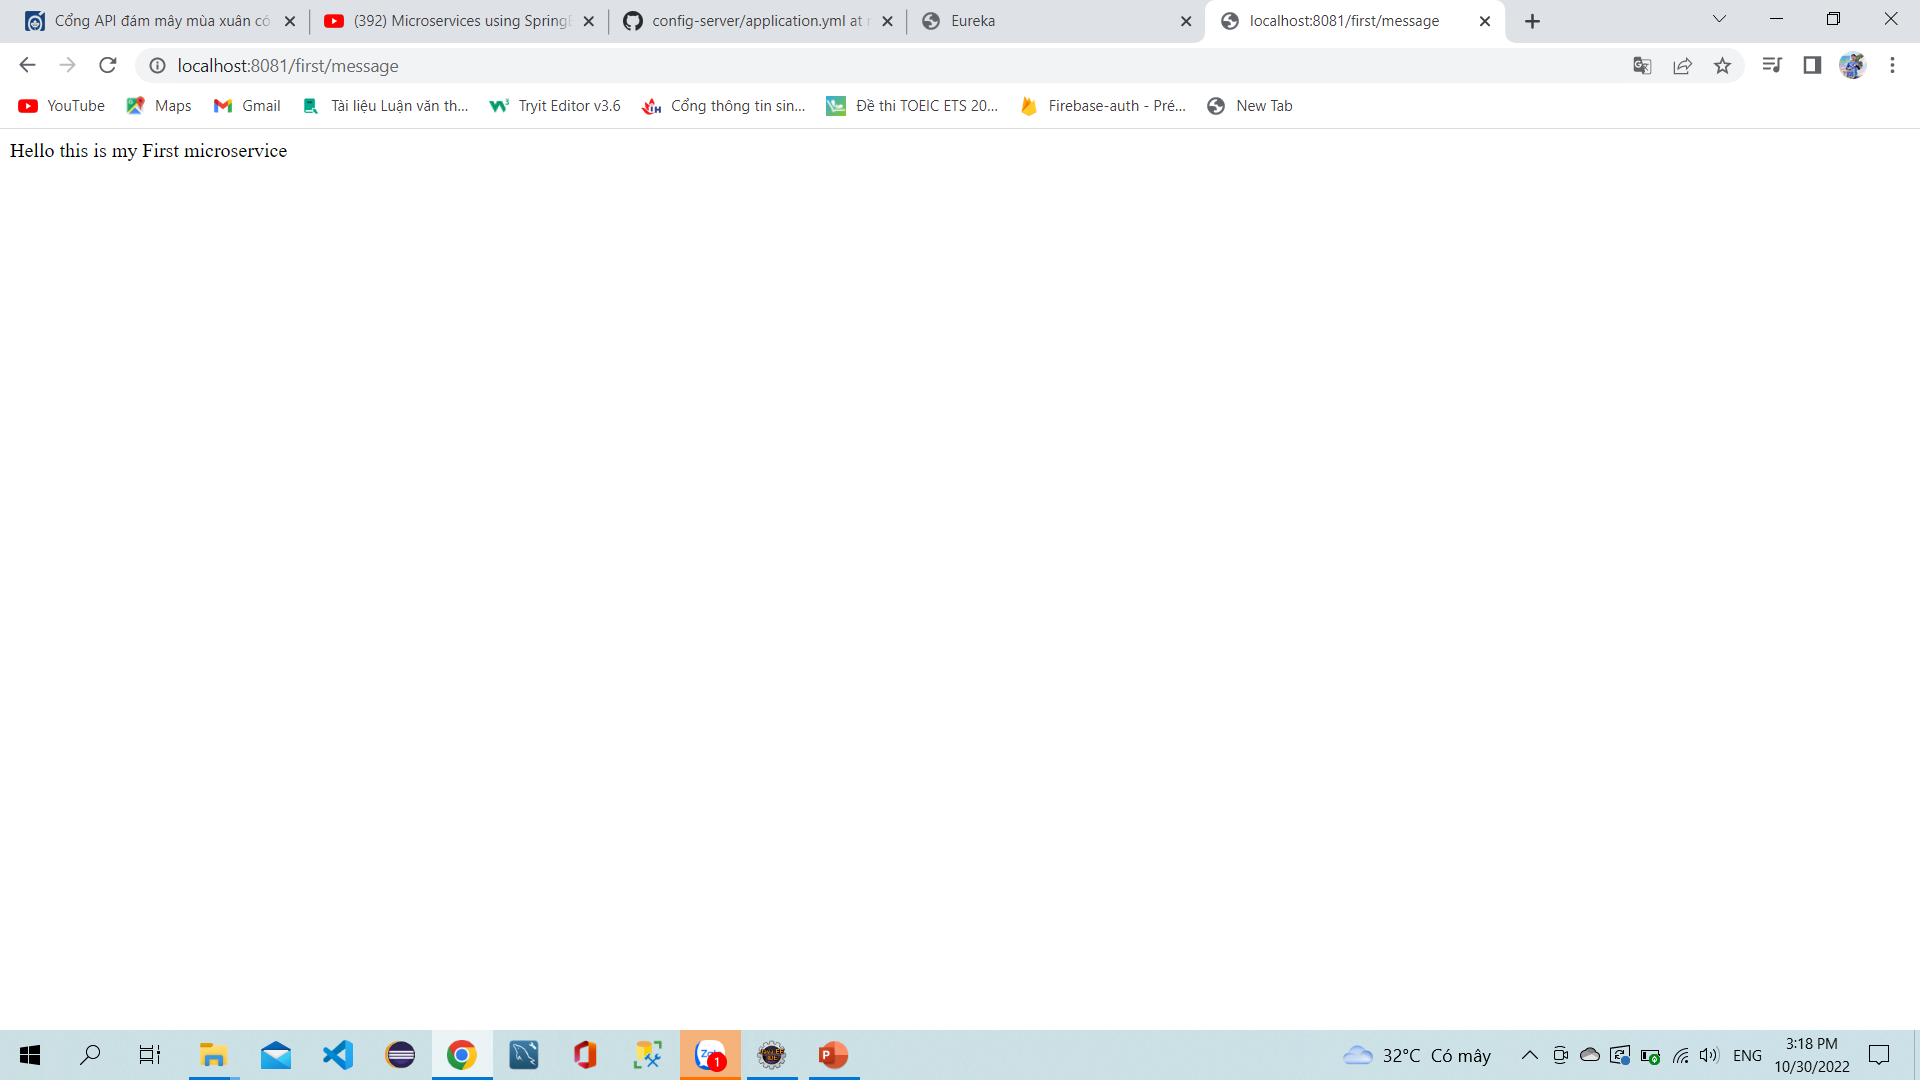 Cổng API đám mây mùa xuân có
(392) Microservices using Spring
config-server/application.yml at
Eureka
localhost:8081/first/message
localhost:8081/first/message
YouTube
Maps
Gmail
Tài liệu Luận văn th...
Tryit Editor v3.6
Cổng thông tin sin...
Đề thi TOEIC ETS 20...
Firebase-auth - Pré...
New Tab
Hello this is my First microservice
1
32°C Có mây
ENG
3:18 PM
10/30/2022